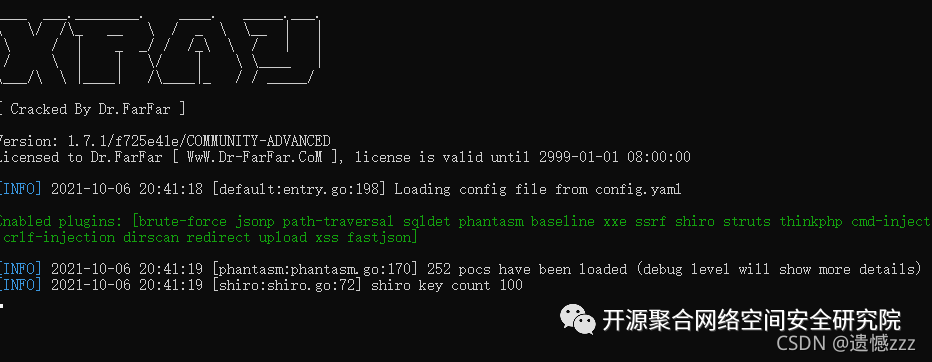 XRAY
[ Cracked By Dr.FarFar ]
Version: 1.7.1/f725e41e/COMMUNITY-ADVANCED
Licensed to Dr.FarFar [ WwW.Dr-FarFar.CoM ], license is valid until 2999-01-01 08:00:00
[INFO] 2021-10-06 20:41:18 [default:entry.go:198] Loading config file from config.yaml
Enabled plugins: [brute-force jsonp path-traversal sqldet phantasm baseline xxe ssrf shiro struts thinkphp cmd-inject
crlf-injection dirscan redirect upload xss fastjson]
[INFO] 2021-10-06 20:41:19 [phantasm:phantasm.go:170] 252 pocs have been loaded (debug level will show more details)
[INFO] 2021-10-06 20:41:19 [shiro:shiro.go:72] shiro key count 100
开源聚合网络空间安全研究院
CSDN @遗憾zzz